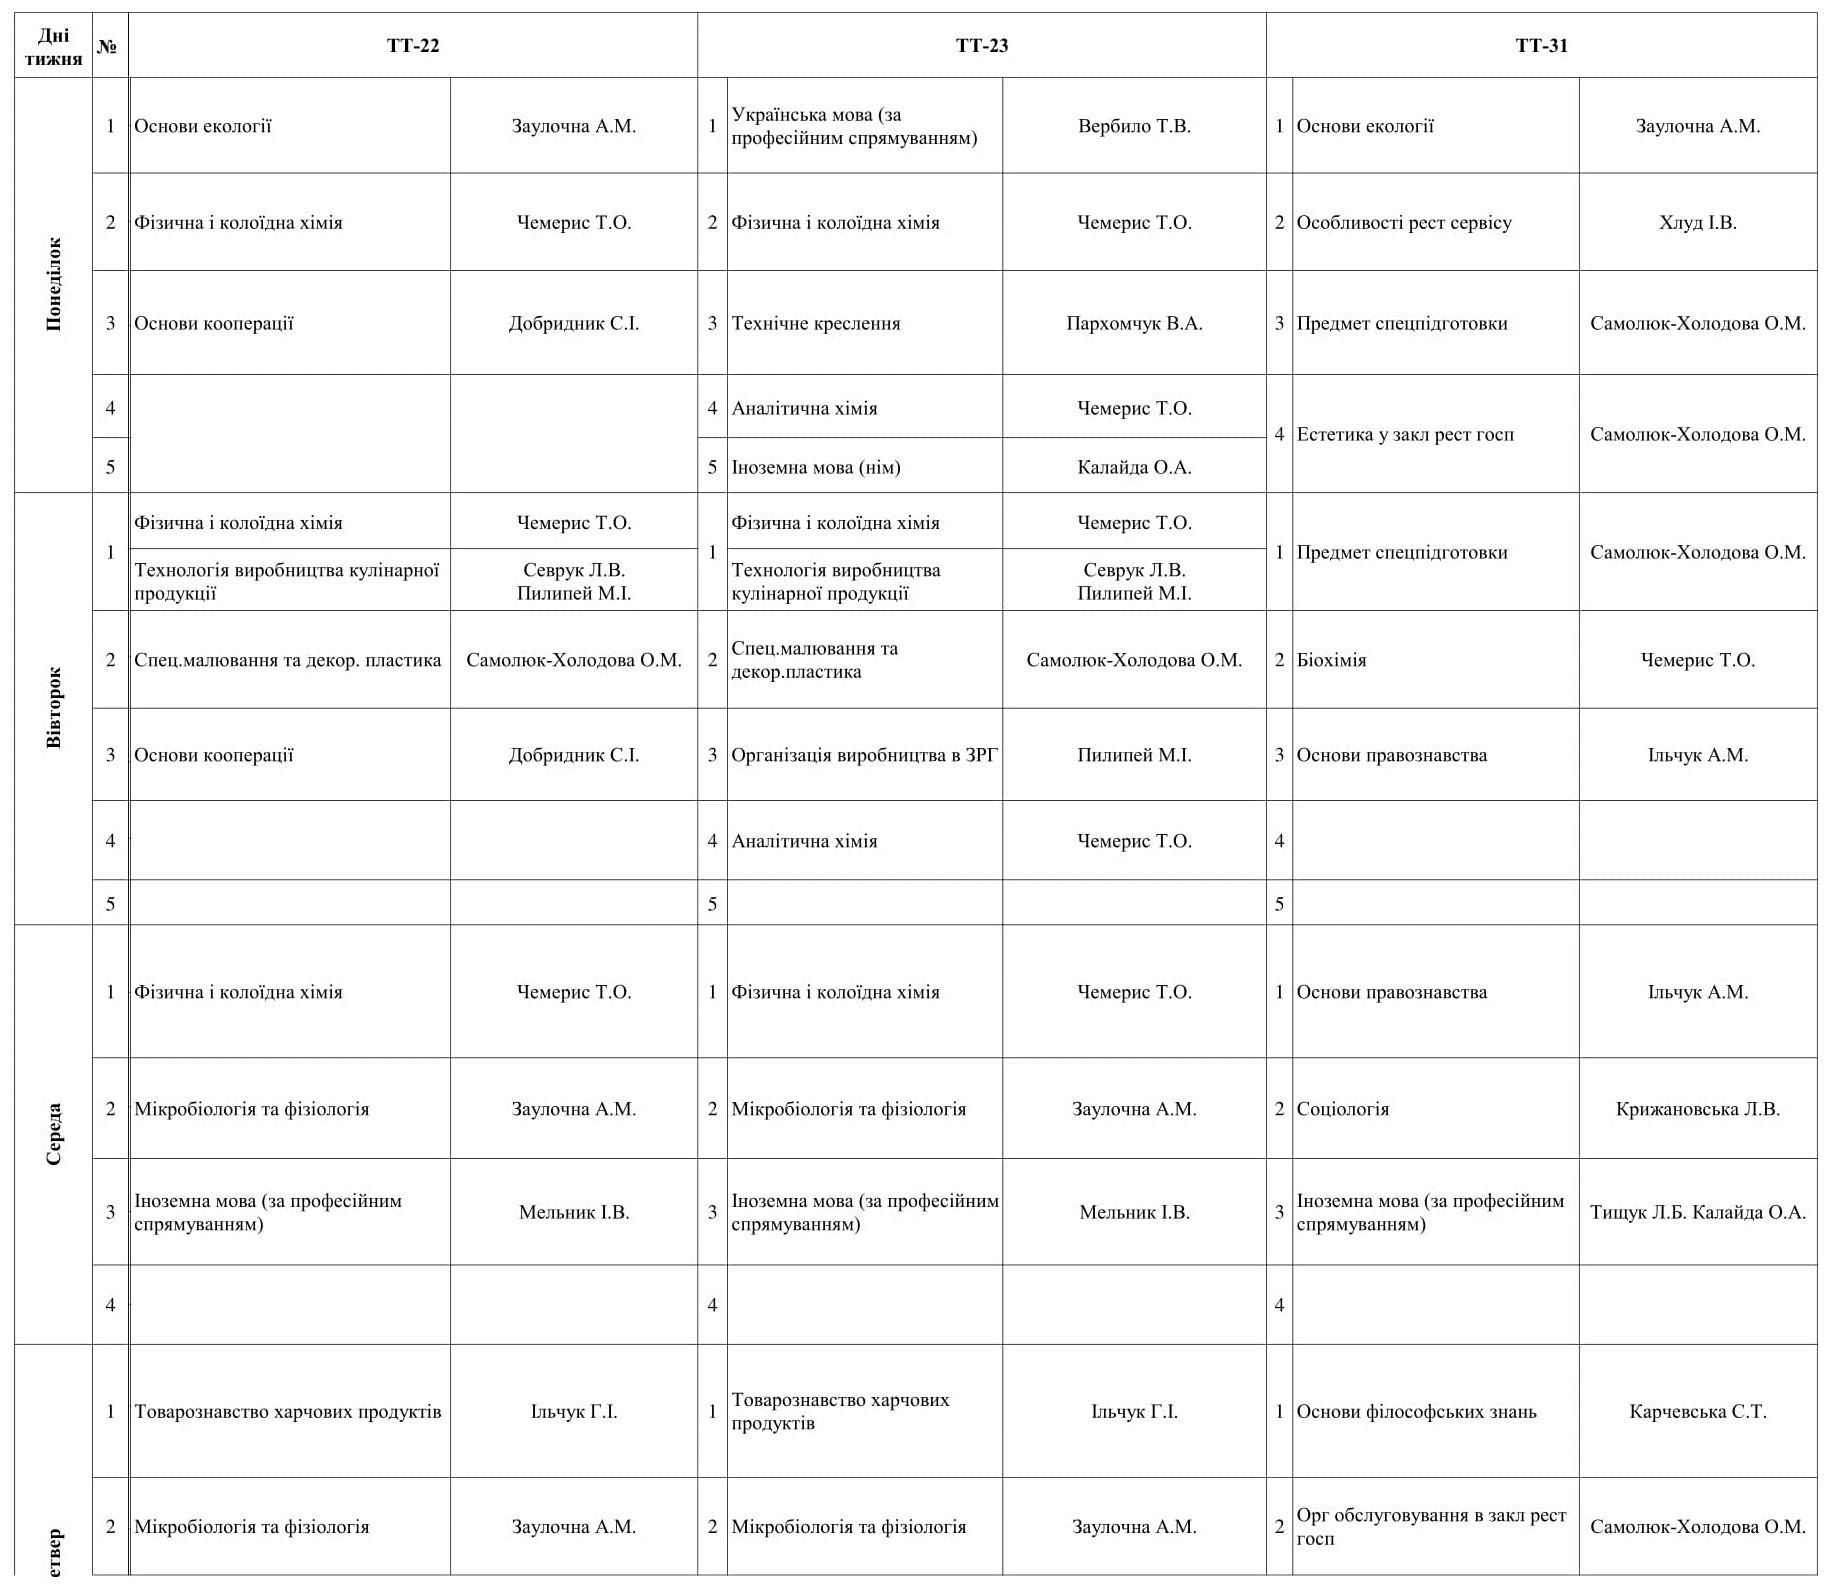 Дні
тижня
№
ТТ-22
ТТ-23
ТТ-31
Понеділок
1 Основи екології Заулочна А.М. 1 Українська мова (за
професійним спрямуванням) Вербило Т.В. 1 Основи екології Заулочна А.М.
2 Фізична і колоїдна хімія Чемерис Т.О. 2 Фізична і колоїдна хімія Чемерис Т.О. 2 Особливості рест сервісу Хлуд І.В.
3 Основи кооперації Добридник С.І. 3 Технічне креслення Пархомчук В.А. 3 Предмет спецпідготовки Самолюк-Холодова О.М.
4 4 Аналітична хімія Чемерис Т.О. 4 Естетика у закл рест госп Самолюк-Холодова О.М.
5 5 Іноземна мова (нім) Калайда О.А.
Вівторок
1 Фізична і колоїдна хімія Чемерис Т.О. 1 Фізична і колоїдна хімія Чемерис Т.О. 1 Предмет спецпідготовки Самолюк-Холодова О.М.
Технологія виробництва кулінарної Севрук Л.В. Технологія виробництва Севрук Л.В.
продукції Пилипей М.І. кулінарної продукції Пилипей М.І.
2 Спец.малювання та декор. пластика Самолюк-Холодова О.М. 2 Спец.малювання та
декор.пластика Самолюк-Холодова О.М. 2 Біохімія Чемерис Т.О.
3 Основи кооперації Добридник С.І. 3 Організація виробництва в ЗРГ Пилипей М.І. 3 Основи правознавства Ільчук А.М.
4 4 Аналітична хімія Чемерис Т.О. 4
5 5 5
Середа
1 Фізична і колоїдна хімія Чемерис Т.О. 1 Фізична і колоїдна хімія Чемерис Т.О. 1 Основи правознавства Ільчук А.М.
2 Мікробіологія та фізіологія Заулочна А.М. 2 Мікробіологія та фізіологія Заулочна А.М. 2 Соціологія Крижановська Л.В.
3 Іноземна мова (за професійним
спрямуванням) Мельник І.В. 3 Іноземна мова (за професійним
спрямуванням) Мельник І.В. 3 Іноземна мова (за професійним
спрямуванням) Тищук Л.Б. Калайда О.А.
4 4 4
етвер
1 Товарознавство харчових продуктів Ільчук Г.І. 1 Товарознавство харчових
продуктів Ільчук Г.І. 1 Основи філософських знань Карчевська С.Т.
2 Мікробіологія та фізіологія Заулочна А.М. 2 Мікробіологія та фізіологія Заулочна А.М. 2 Орг обслуговування в закл рест
госп Самолюк-Холодова О.М.